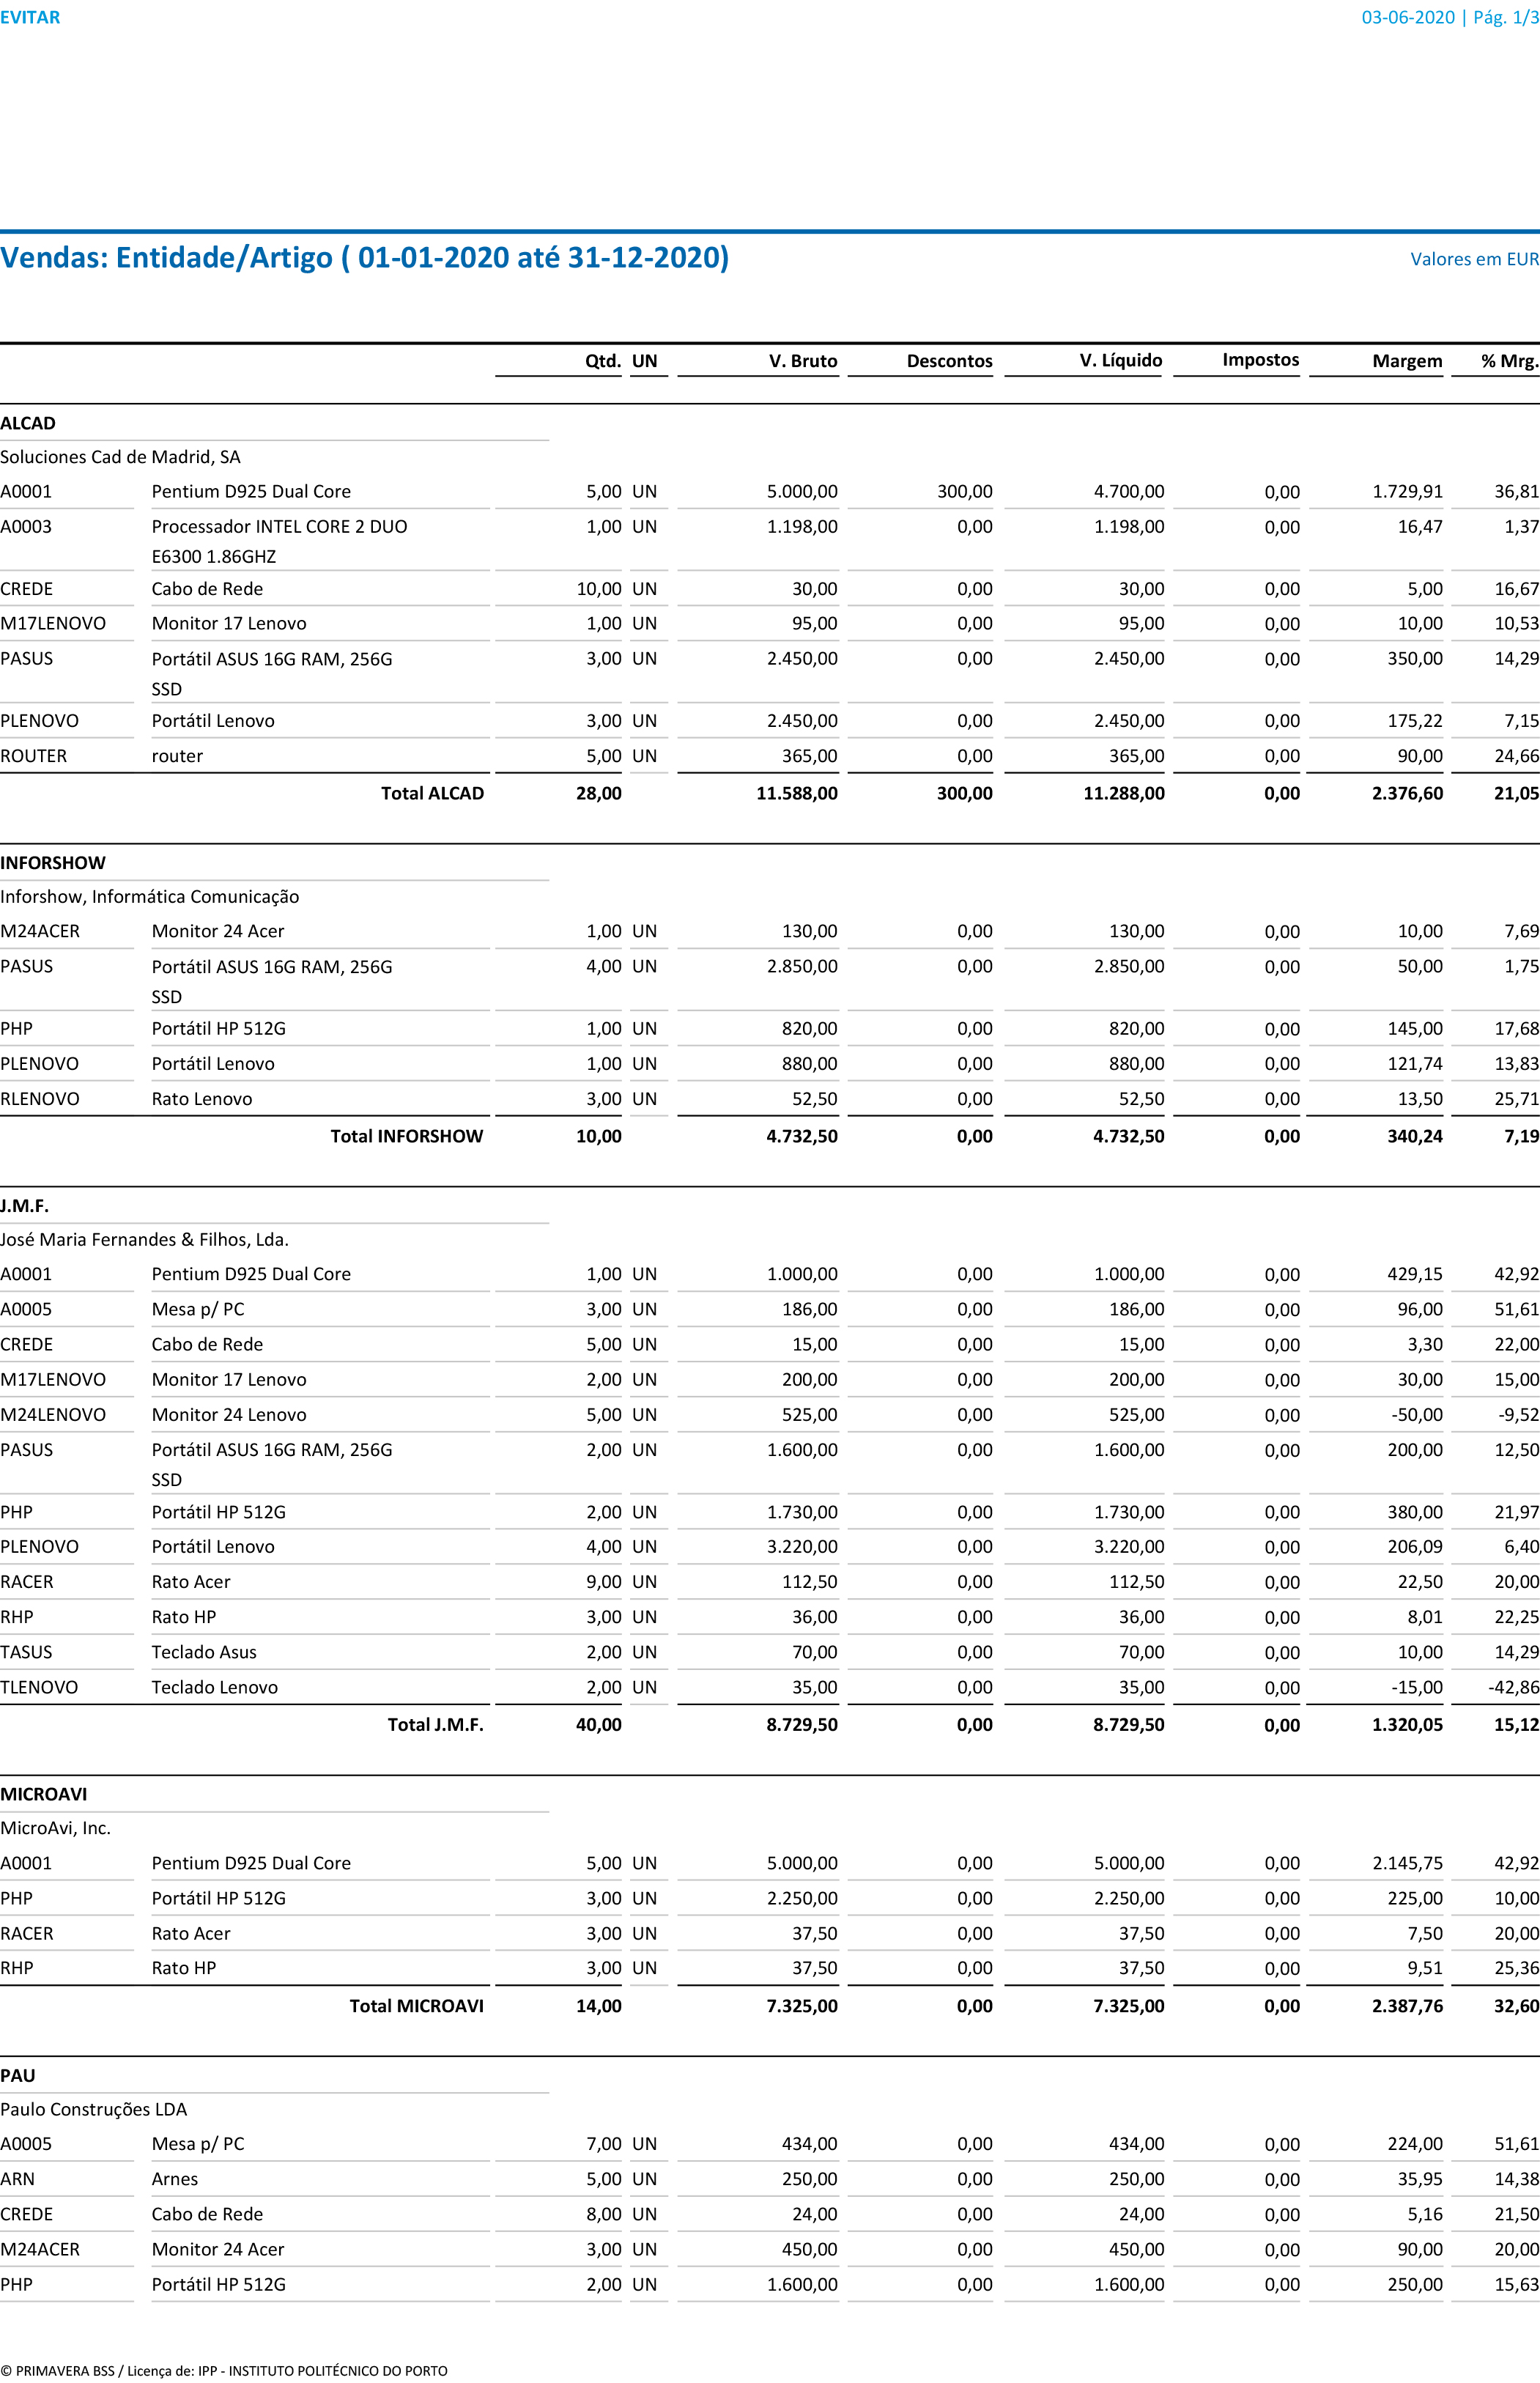 EVITAR 03-06-2020 | Pág. 1/3
Vendas: Entidade/Artigo ( 01-01-2020 até 31-12-2020) Valores em EUR
Qtd. UN V. Bruto Descontos V. Líquido Impostos Margem % Mrg.
ALCAD
Soluciones Cad de Madrid, SA
A0001 Pentium D925 Dual Core 5,00 UN 5.000,00 300,00 4.700,00 0,00 1.729,91 36,81
A0003 Processador INTEL CORE 2 DUO 1,00 UN 1.198,00 0,00 1.198,00 0,00 16,47 1,37
E6300 1.86GHZ
CREDE Cabo de Rede 10,00 UN 30,00 0,00 30,00 0,00 5,00 16,67
M17LENOVO Monitor 17 Lenovo 1,00 UN 95,00 0,00 95,00 0,00 10,00 10,53
PASUS Portátil ASUS 16G RAM, 256G 3,00 UN 2.450,00 0,00 2.450,00 0,00 350,00 14,29
SSD
PLENOVO Portátil Lenovo 3,00 UN 2.450,00 0,00 2.450,00 0,00 175,22 7,15
ROUTER router 5,00 UN 365,00 0,00 365,00 0,00 90,00 24,66
Total ALCAD 28,00 11.588,00 300,00 11.288,00 0,00 2.376,60 21,05
INFORSHOW
Inforshow, Informática Comunicação
M24ACER Monitor 24 Acer 1,00 UN 130,00 0,00 130,00 0,00 10,00 7,69
PASUS Portátil ASUS 16G RAM, 256G 4,00 UN 2.850,00 0,00 2.850,00 0,00 50,00 1,75
SSD
PHP Portátil HP 512G 1,00 UN 820,00 0,00 820,00 0,00 145,00 17,68
PLENOVO Portátil Lenovo 1,00 UN 880,00 0,00 880,00 0,00 121,74 13,83
RLENOVO Rato Lenovo 3,00 UN 52,50 0,00 52,50 0,00 13,50 25,71
Total INFORSHOW 10,00 4.732,50 0,00 4.732,50 0,00 340,24 7,19
J.M.F.
José Maria Fernandes & Filhos, Lda.
A0001 Pentium D925 Dual Core 1,00 UN 1.000,00 0,00 1.000,00 0,00 429,15 42,92
A0005 Mesa p/ PC 3,00 UN 186,00 0,00 186,00 0,00 96,00 51,61
CREDE Cabo de Rede 5,00 UN 15,00 0,00 15,00 0,00 3,30 22,00
M17LENOVO Monitor 17 Lenovo 2,00 UN 200,00 0,00 200,00 0,00 30,00 15,00
M24LENOVO Monitor 24 Lenovo 5,00 UN 525,00 0,00 525,00 0,00 -50,00 -9,52
PASUS Portátil ASUS 16G RAM, 256G 2,00 UN 1.600,00 0,00 1.600,00 0,00 200,00 12,50
SSD
PHP Portátil HP 512G 2,00 UN 1.730,00 0,00 1.730,00 0,00 380,00 21,97
PLENOVO Portátil Lenovo 4,00 UN 3.220,00 0,00 3.220,00 0,00 206,09 6,40
RACER Rato Acer 9,00 UN 112,50 0,00 112,50 0,00 22,50 20,00
RHP Rato HP 3,00 UN 36,00 0,00 36,00 0,00 8,01 22,25
TASUS Teclado Asus 2,00 UN 70,00 0,00 70,00 0,00 10,00 14,29
TLENOVO Teclado Lenovo 2,00 UN 35,00 0,00 35,00 0,00 -15,00 -42,86
Total J.M.F. 40,00 8.729,50 0,00 8.729,50 0,00 1.320,05 15,12
MICROAVI
MicroAvi, Inc.
A0001 Pentium D925 Dual Core 5,00 UN 5.000,00 0,00 5.000,00 0,00 2.145,75 42,92
PHP Portátil HP 512G 3,00 UN 2.250,00 0,00 2.250,00 0,00 225,00 10,00
RACER Rato Acer 3,00 UN 37,50 0,00 37,50 0,00 7,50 20,00
RHP Rato HP 3,00 UN 37,50 0,00 37,50 0,00 9,51 25,36
Total MICROAVI 14,00 7.325,00 0,00 7.325,00 0,00 2.387,76 32,60
PAU
Paulo Construções LDA
A0005 Mesa p/ PC 7,00 UN 434,00 0,00 434,00 0,00 224,00 51,61
ARN Arnes 5,00 UN 250,00 0,00 250,00 0,00 35,95 14,38
CREDE Cabo de Rede 8,00 UN 24,00 0,00 24,00 0,00 5,16 21,50
M24ACER Monitor 24 Acer 3,00 UN 450,00 0,00 450,00 0,00 90,00 20,00
PHP Portátil HP 512G 2,00 UN 1.600,00 0,00 1.600,00 0,00 250,00 15,63
© PRIMAVERA BSS / Licença de: IPP - INSTITUTO POLITÉCNICO DO PORTO